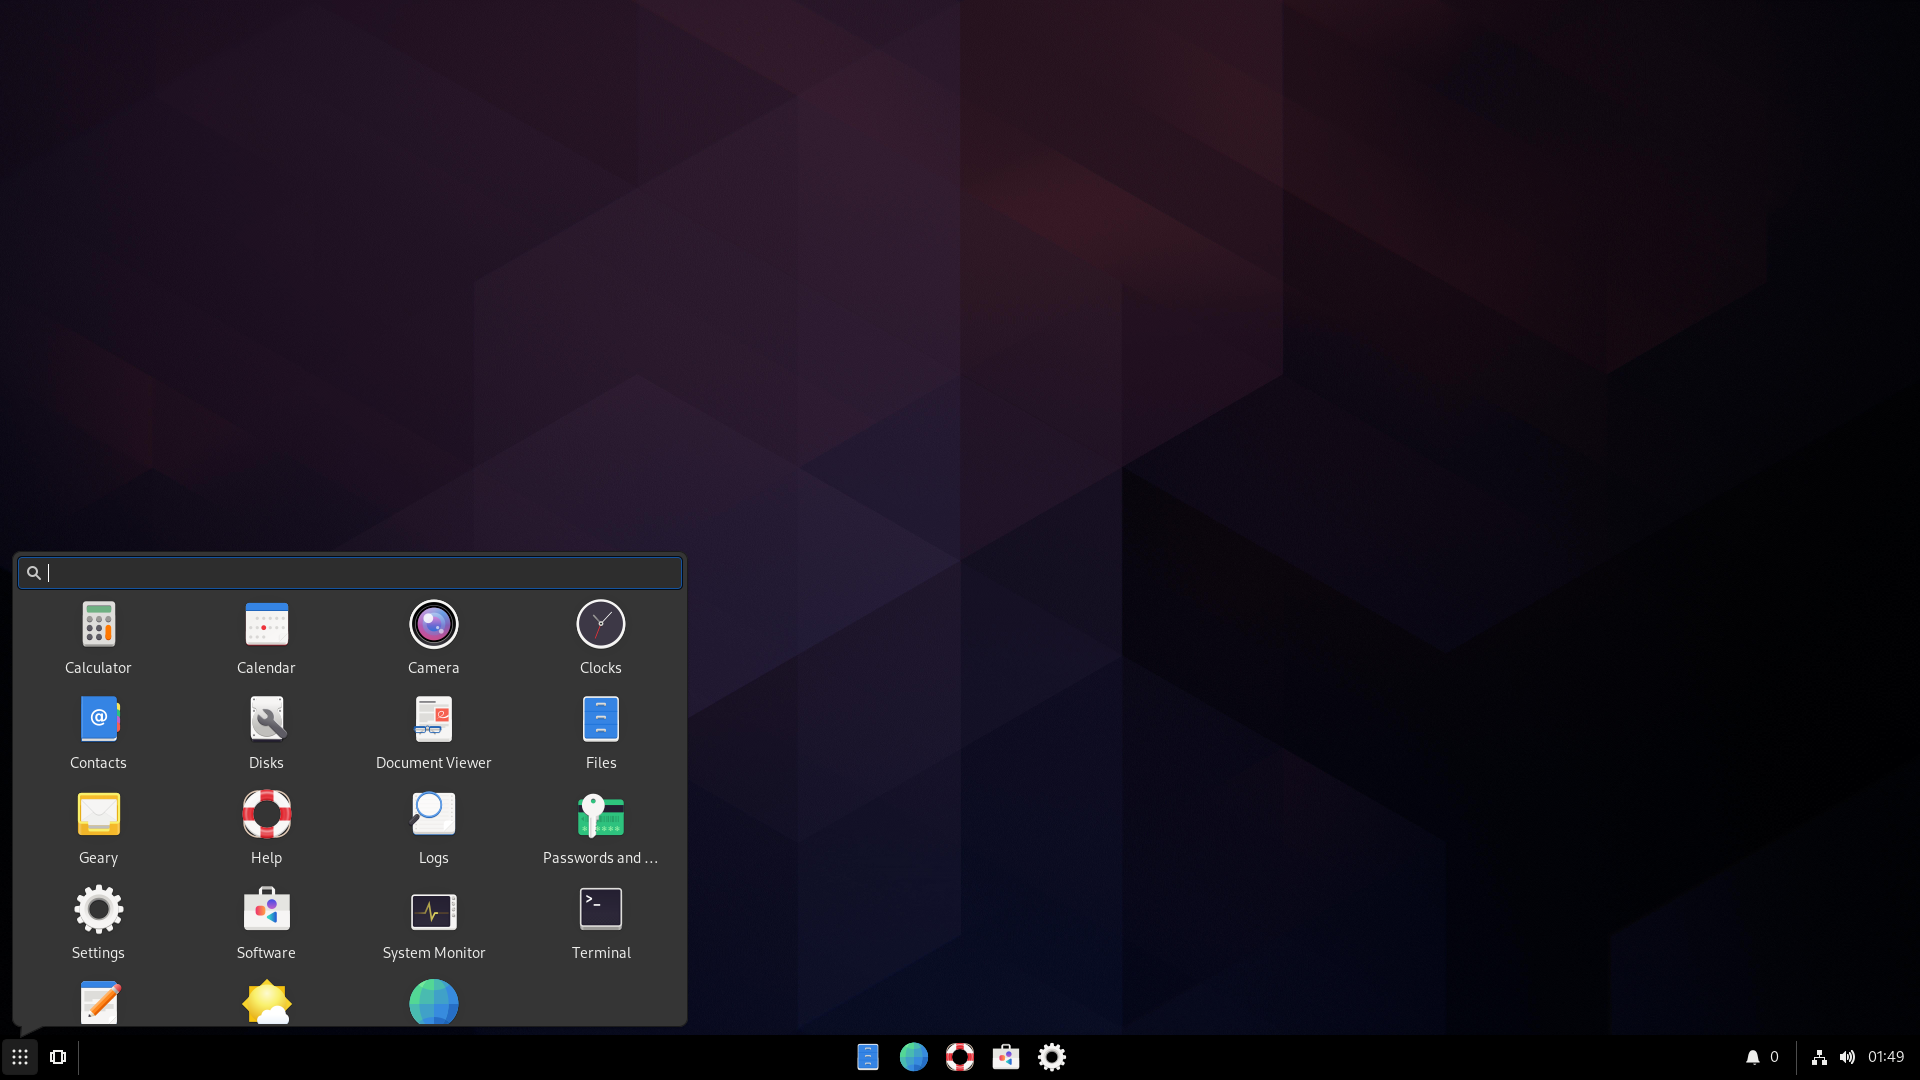 Calculator
Calendar
Camera
Clocks
Contacts
Disks
Document Viewer
Files
Geary
Help
Logs
Passwords and ...
Settings
Software
System Monitor
Terminal
0
01:49